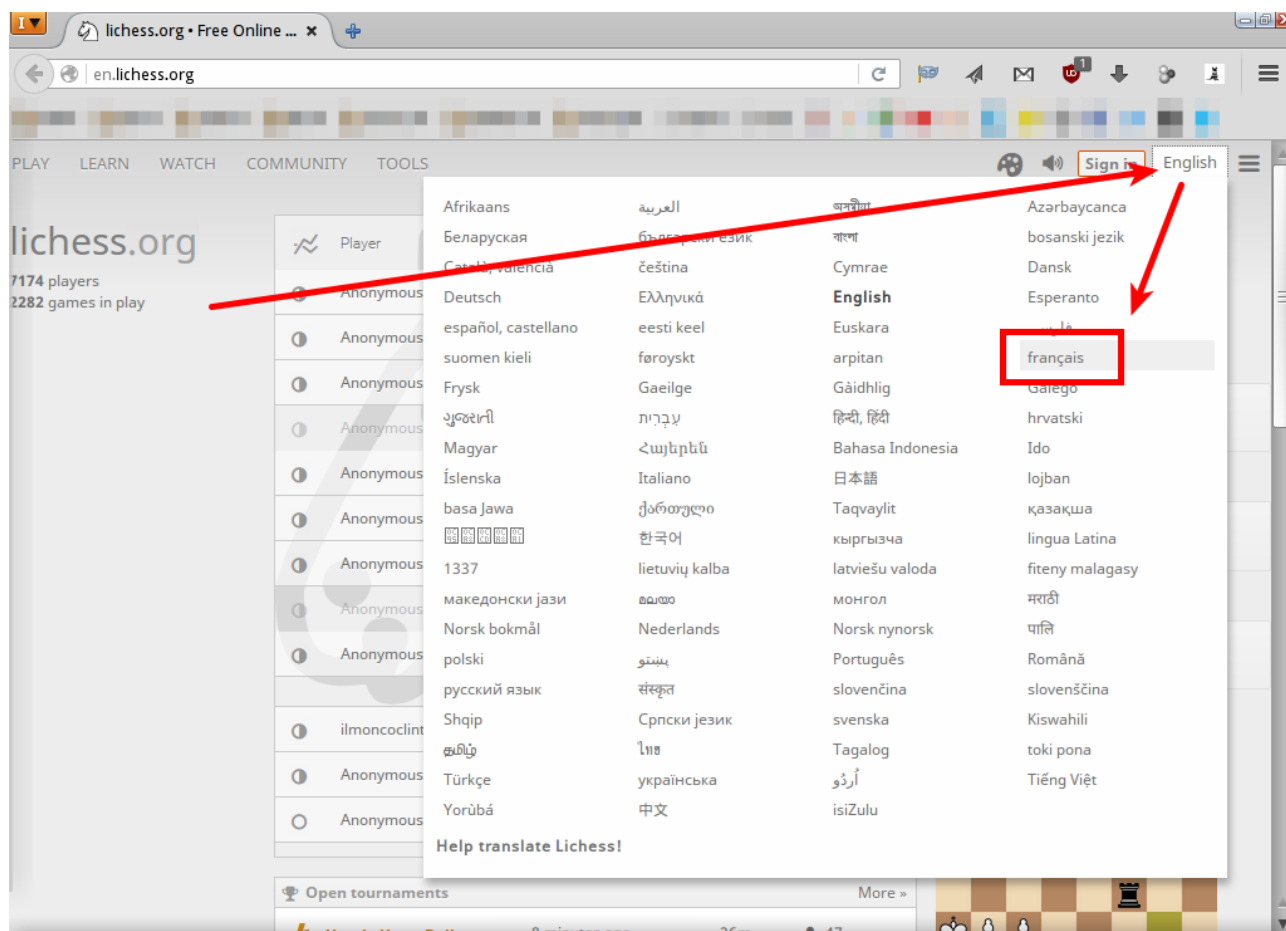 lichess.org • Free Online ...
en.lichess.org
1
PLAY LEARN WATCH COMMUNITY TOOLS Sign in English
lichess.org
7174 players
2282 games in play
Player
Anonymous
Anonymous
Anonymous
Anonymous
Anonymous
Anonymous
Anonymous
Anonymous
Anonymous
ilmoncoclint
Anonymous
Anonymous
Afrikaans العربية অসমীয়া Azərbaycanca
Беларуская български език বাংলা bosanski jezik
Català, valencià čeština Cymrae Dansk
Deutsch Ελληνικά English Esperanto
español, castellano eesti keel Euskara فارسی
suomen kieli føroyskt arpitan français
Frysk Gaeilge Gàidhlig Galego
ગુજરાતી עִבְרִית हिन्दी, हिंदी hrvatski
Magyar Հայերեն Bahasa Indonesia Ido
Íslenska Italiano 日本語 lojban
basa Jawa ქართული Taqvaylit қазақша
한국어 кыргызча lingua Latina
1337 lietuvių kalba latviešu valoda fiteny malagasy
македонски јази монгол मराठी
Norsk bokmål Nederlands Norsk nynorsk पालि
polski پښتو Português Română
русский язык संस्कृत slovenčina slovenščina
Shqip Српски језик svenska Kiswahili
தமிழ் ไทย Tagalog toki pona
Türkçe українська اُردُو Tiếng Việt
Yorùbá 中文 isiZulu
Help translate Lichess!
Open tournaments More »